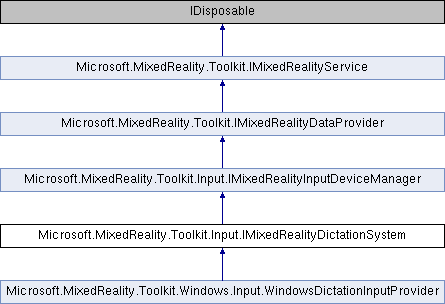 IDisposable
Microsoft.MixedReality.Toolkit.IMixedRealityService
Microsoft.MixedReality.Toolkit.IMixedRealityDataProvider
Microsoft.MixedReality.Toolkit.Input.IMixedRealityInputDeviceManager
Microsoft.MixedReality.Toolkit.Input.IMixedRealityDictationSystem
Microsoft.MixedReality.Toolkit.Windows.Input.WindowsDictationInputProvider